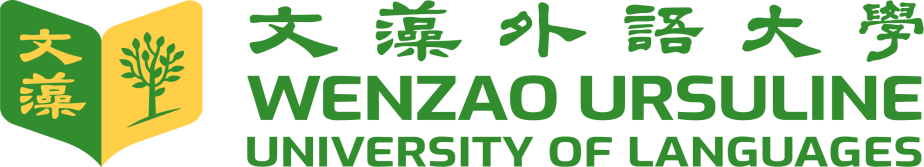 文藻
文藻外語大學
WENZAO URSULINE
UNIVERSITY OF LANGUAGES